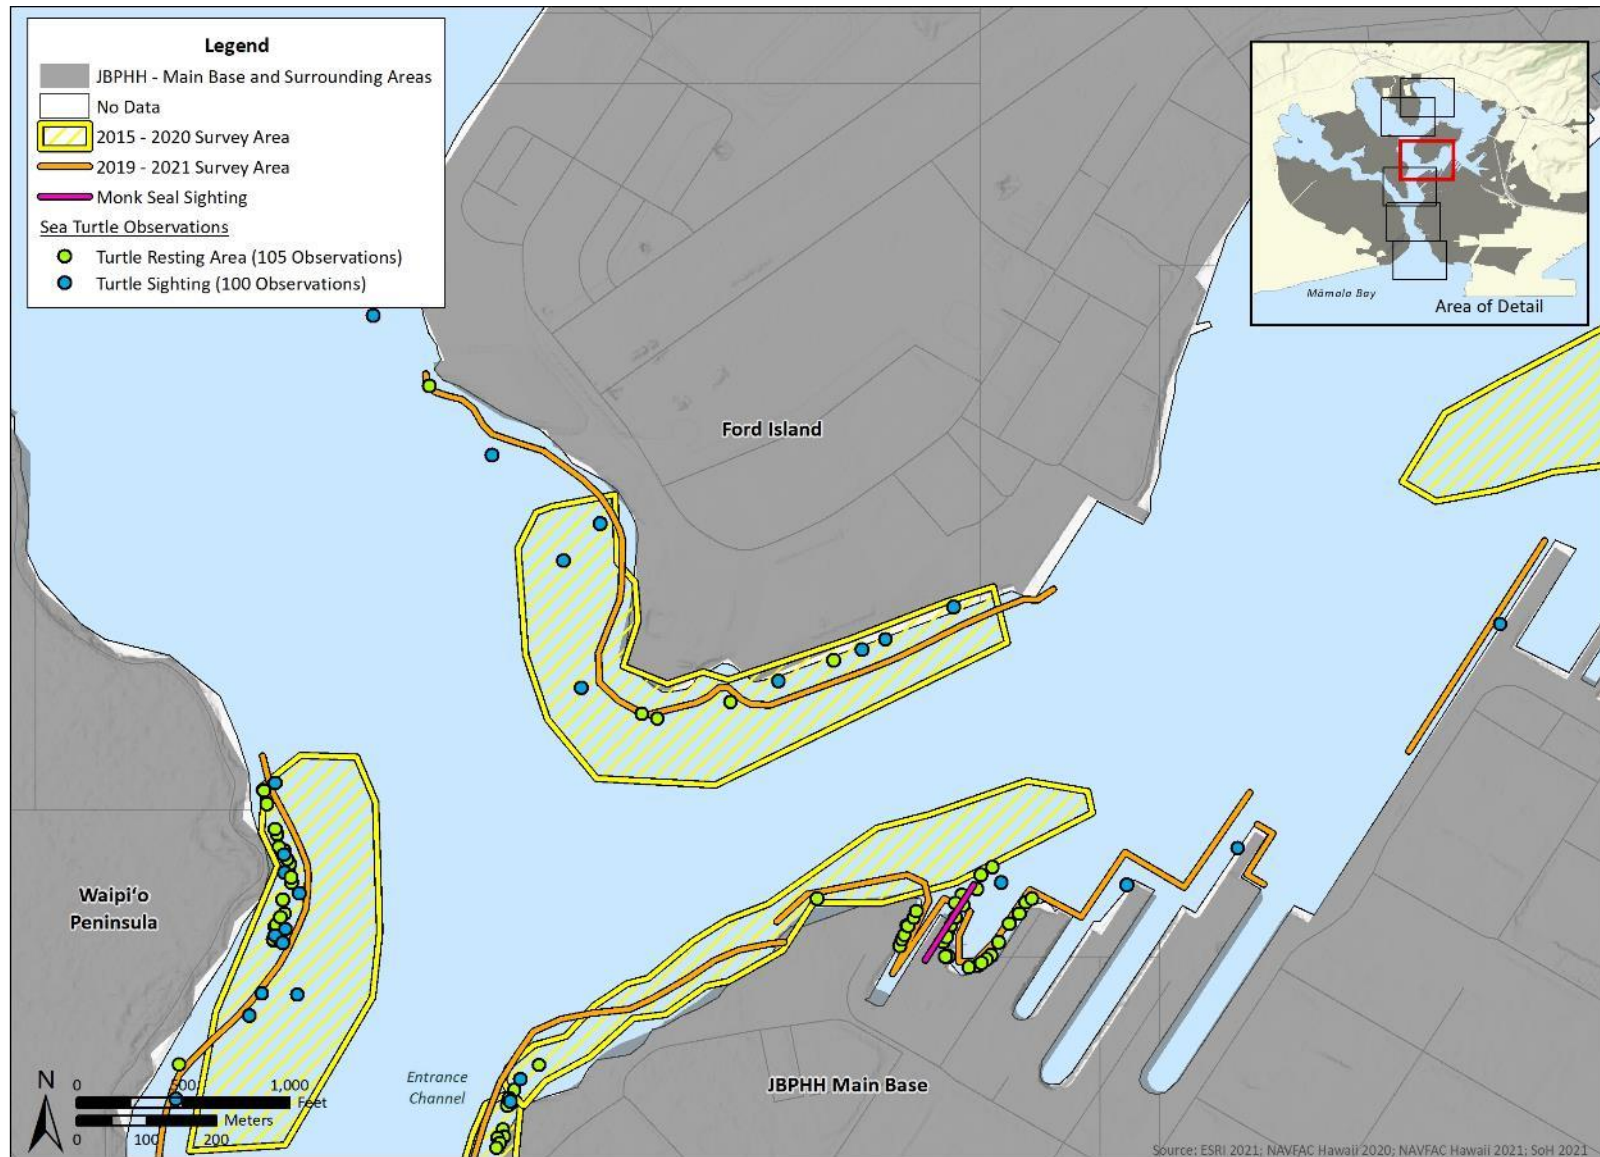 Legend
JBPHH - Main Base and Surrounding Areas
No Data
2015 - 2020 Survey Area
2019 - 2021 Survey Area
Monk Seal Sighting
Sea Turtle Observations
Turtle Resting Area (105 Observations)
Turtle Sighting (100 Observations)
Māmala Bay
Area of Detail
Ford Island
Waipiʻo
Peninsula
Entrance
Channel
JBPHH Main Base
N
0 500 1,000
Feet
Meters
0 100 200
Source: ESRI 2021; NAVFAC Hawaii 2020; NAVFAC Hawaii 2021; SoH 2021